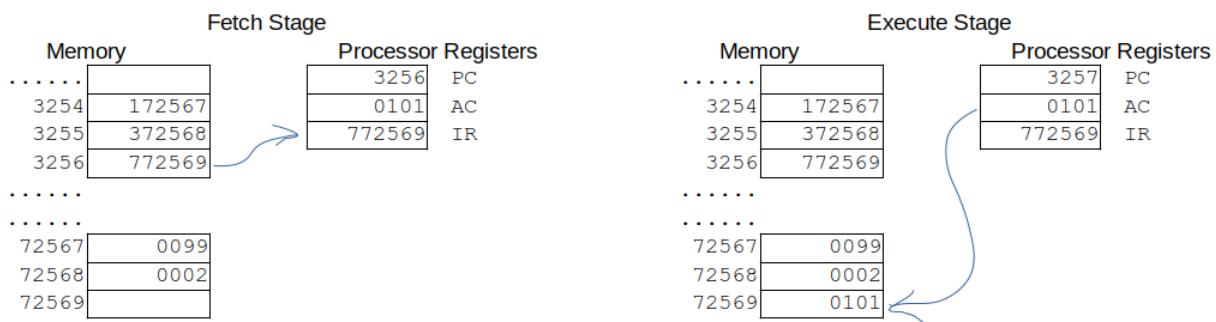 Fetch Stage Execute Stage
Memory Processor Registers Memory Processor Registers
...... 3256 PC ...... 3257 PC
3254 172567 0101 AC 3254 172567 0101 AC
3255 372568 772569 IR 3255 372568 772569 IR
3256 772569 3256 772569
...... ......
...... ......
72567 0099 72567 0099
72568 0002 72568 0002
72569 72569 0101